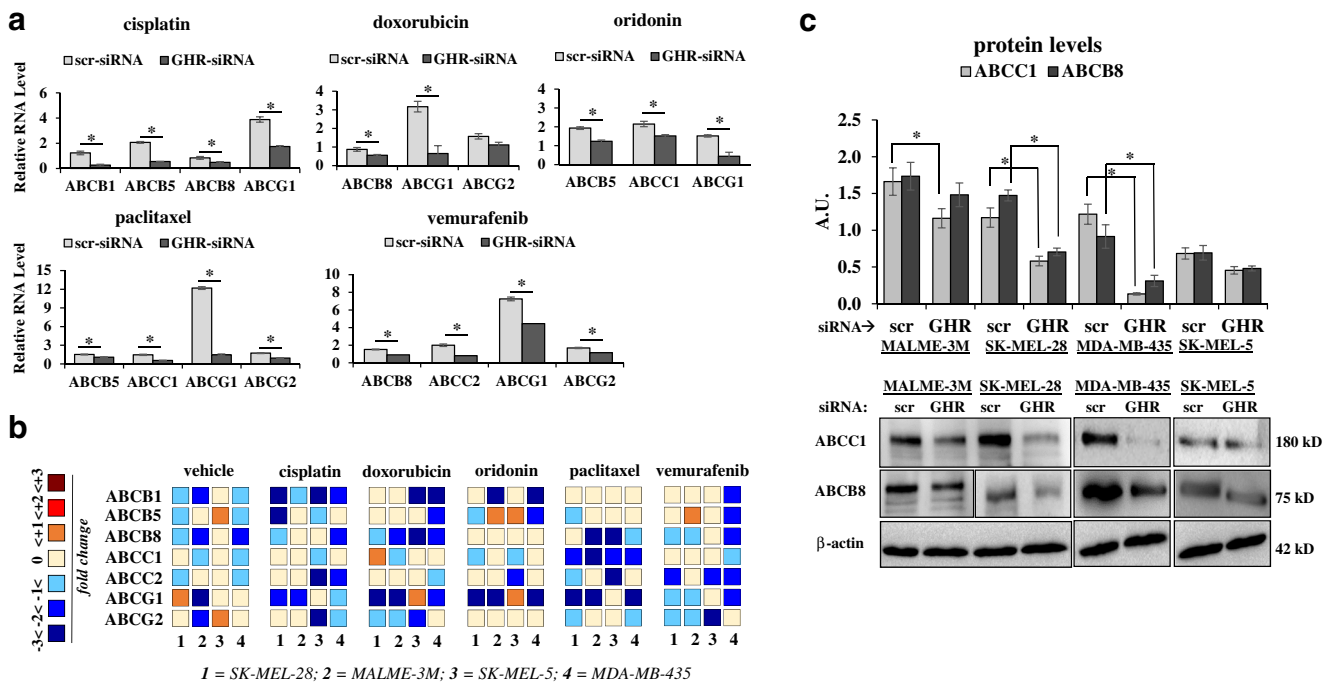 a
cisplatin
scr-siRNA GHR-siRNA
Relative RNA Level
6
4
2
0
*
*
*
*
ABCB1 ABCB5 ABCB8 ABCG1
doxorubicin
scr-siRNA GHR-siRNA
4
3
2
1
0
*
*
ABCB8 ABCG1 ABCG2
oridonin
scr-siRNA GHR-siRNA
4
3
2
1
0
*
*
*
ABCB5 ABCC1 ABCG1
paclitaxel
scr-siRNA GHR-siRNA
Relative RNA Level
15
12
9
6
3
0
*
*
*
*
ABCB5 ABCC1 ABCG1 ABCG2
vemurafenib
scr-siRNA GHR-siRNA
10
8
6
4
2
0
*
*
*
*
ABCB8 ABCC2 ABCG1 ABCG2
b
-3< -2< -1< 0 <+1 <+2 <+3
fold change
vehicle cisplatin doxorubicin oridonin paclitaxel vemurafenib
ABCB1
ABCB5
ABCB8
ABCC1
ABCC2
ABCG1
ABCG2
1 2 3 4 1 2 3 4 1 2 3 4 1 2 3 4 1 2 3 4 1 2 3 4
1 = SK-MEL-28; 2 = MALME-3M; 3 = SK-MEL-5; 4 = MDA-MB-435
c
protein levels
ABCC1 ABCB8
A.U.
2.5
2.0
1.5
1.0
0.5
0.0
*
*
*
*
*
siRNA→ scr GHR scr GHR scr GHR scr GHR
MALME-3M SK-MEL-28 MDA-MB-435 SK-MEL-5
MALME-3M SK-MEL-28 MDA-MB-435 SK-MEL-5
siRNA: scr GHR scr GHR scr GHR scr GHR
ABCC1 180 kD
ABCB8 75 kD
β-actin 42 kD